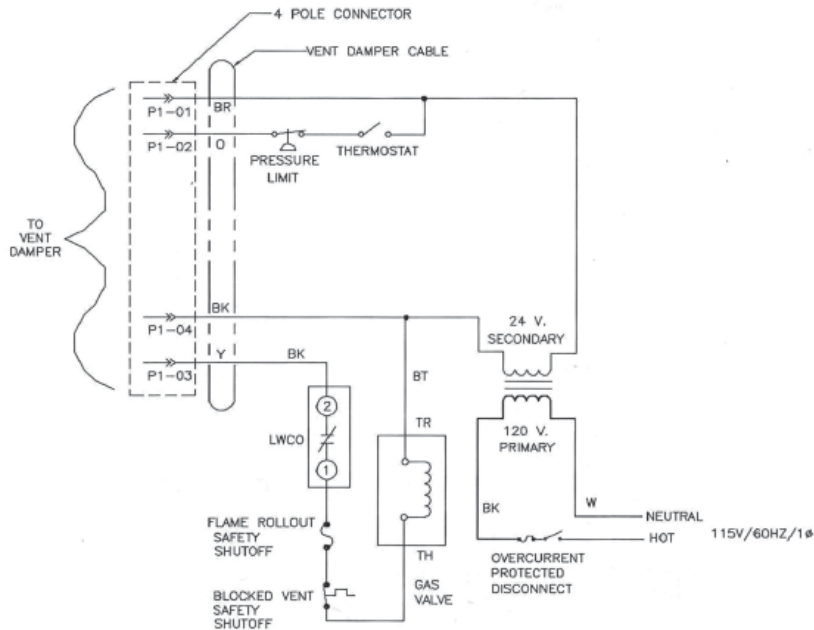 4 POLE CONNECTOR
VENT DAMPER CABLE
P1-01
BR
P1-02
O
PRESSURE
LIMIT
THERMOSTAT
TO
VENT
DAMPER
BK
P1-04
24 V.
SECONDARY
Y
BK
P1-03
BT
2
LWCO
1
TR
120 V.
PRIMARY
BK
W
NEUTRAL
HOT
115V/60HZ/1ø
OVERCURRENT
PROTECTED
DISCONNECT
FLAME ROLLOUT
SAFETY
SHUTOFF
TH
GAS
VALVE
BLOCKED VENT
SAFETY
SHUTOFF